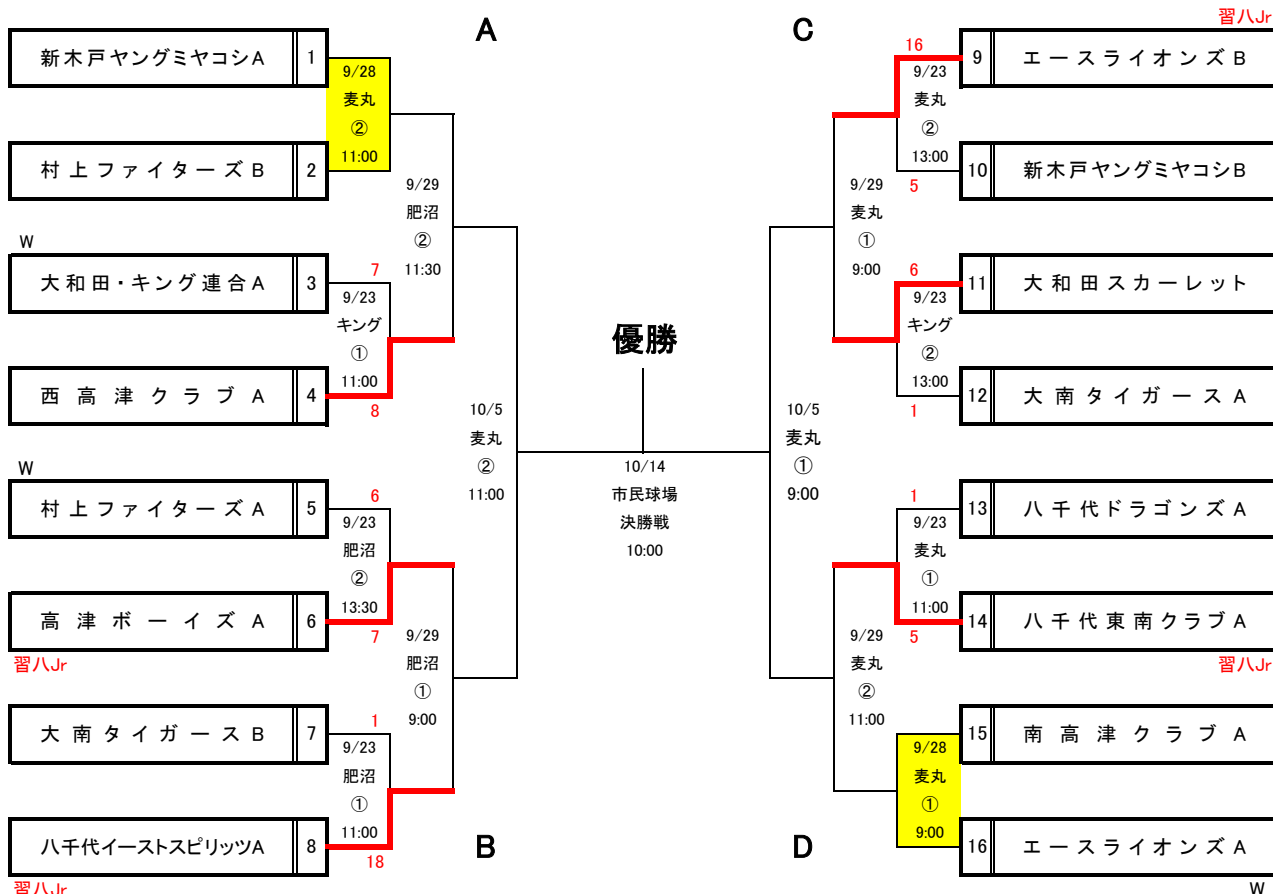 A
新木戸ヤングミヤコシA 1
9/28
麦丸
②
11:00
村上ファイターズB 2
9/29
肥沼
②
11:30
W
大和田・キング連合A 3
7
9/23
キング
①
11:00
西高津クラブA 4
8
10/5
麦丸
②
11:00
W
村上ファイターズA 5
6
9/23
肥沼
②
13:30
高津ボーイズA 6
7
習八Jr
9/29
肥沼
①
9:00
大南タイガースB 7
1
9/23
肥沼
①
11:00
八千代イーストスピリッツA 8
18
習八Jr
B
優勝
10/14
市民球場
決勝戦
10:00
C
習八Jr
16
9 エースライオンズB
9/23
麦丸
②
13:00
10 新木戸ヤングミヤコシB
5
9/29
麦丸
①
9:00
6
11 大和田スカーレット
9/23
キング
②
13:00
12 大南タイガースA
1
10/5
麦丸
①
9:00
1
13 八千代ドラゴンズA
9/23
麦丸
①
11:00
14 八千代東南クラブA
5
習八Jr
9/29
麦丸
②
11:00
15 南高津クラブA
9/28
麦丸
①
9:00
16 エースライオンズA
W
D